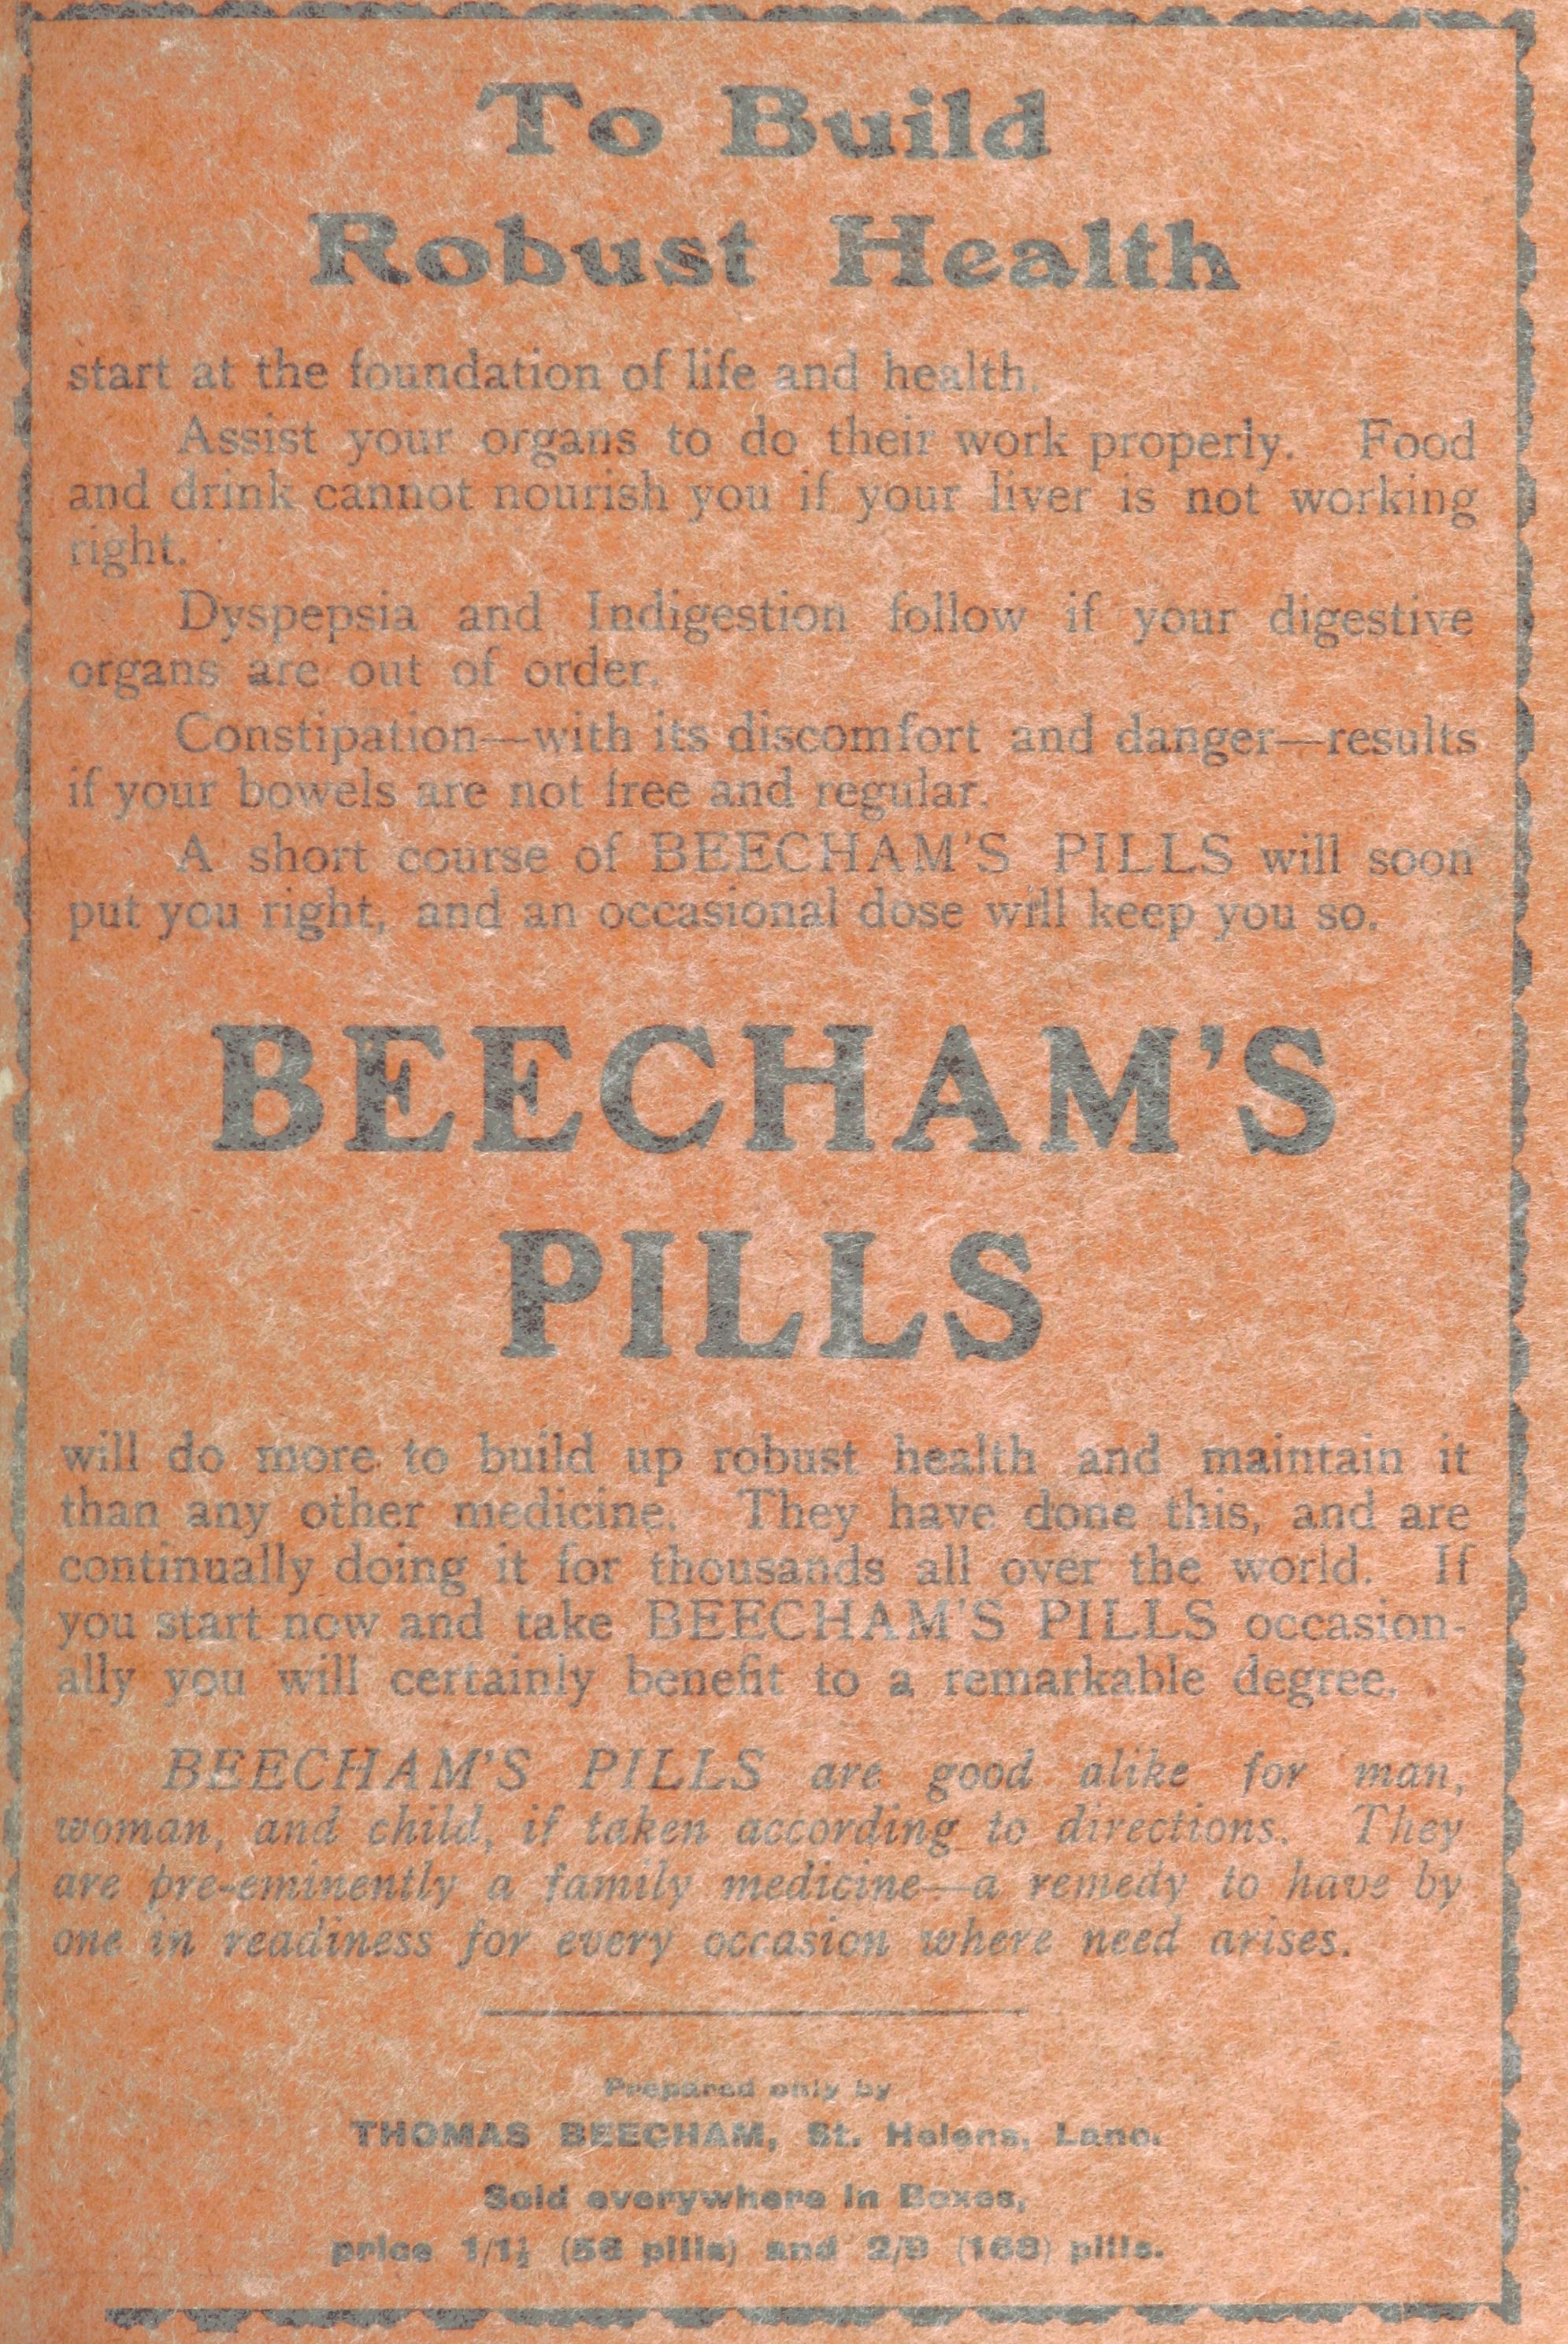 To Build
Robust Health
start at the foundation of life and health.
Assist your organs to do their work properly. Food
and drink cannot nourish you if your liver is not working
right.
Dyspepsia and Indigestion follow if your digestive
organs are out of order.
Constipation—with its discomfort and danger—results
if your bowels are not free and regular.
A short course of BEECHAM'S PILLS will soon
put you right, and an occasional dose will keep you so.
BEECHAM'S
PILLS
will do more to build up robust health and maintain it
than any other medicine. They have done this, and are
continually doing it for thousands all over the world. If
you start now and take BEECHAM'S PILLS occasion-
ally you will certainly benefit to a remarkable degree.
BEECHAM'S PILLS are good alike for man,
woman, and child, if taken according to directions. They
are pre-eminently a family medicine—a remedy to have by
one in readiness for every occasion where need arises.
Prepared only by
THOMAS BEECHAM, St. Helens, Lanc.
Sold everywhere in Boxes,
price 1/1½ (56 pills) and 2/9 (168) pills.